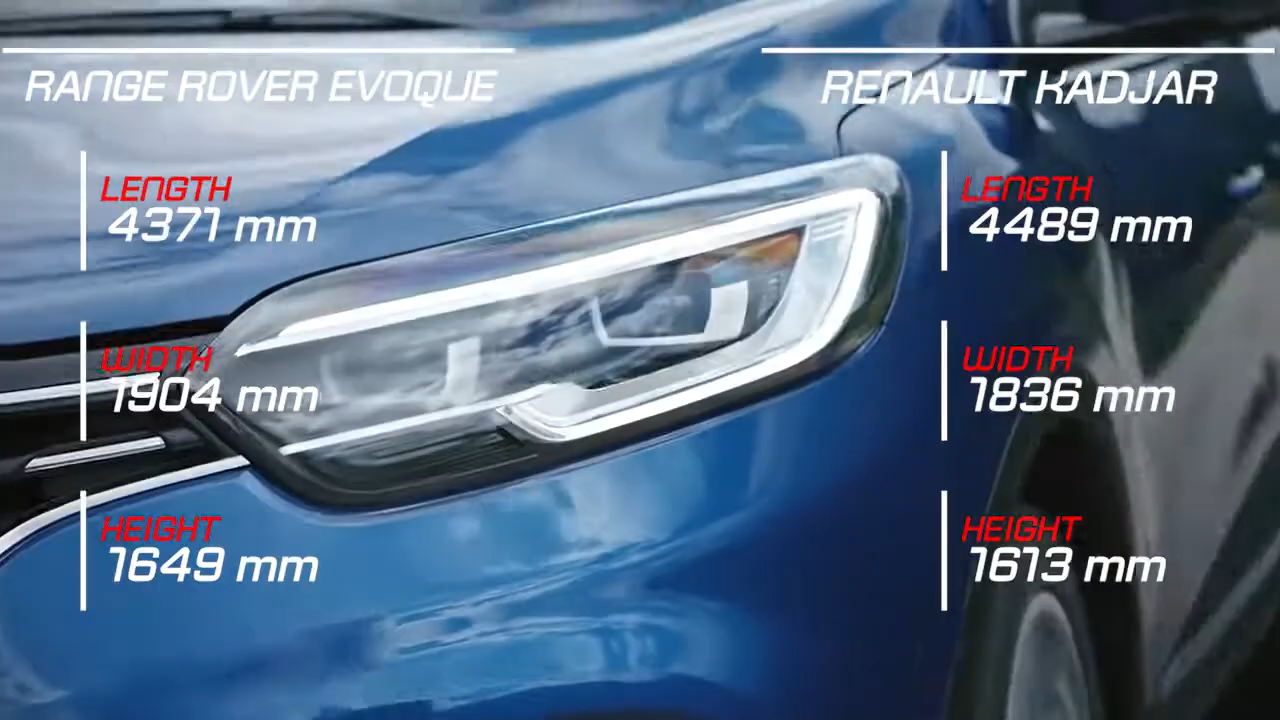 RANGE ROVER EVOQUE
LENGTH
4371 mm
WIDTH
1904 mm
HEIGHT
1649 mm
RENAULT KADJAR
LENGTH
4489 mm
WIDTH
1836 mm
HEIGHT
1613 mm